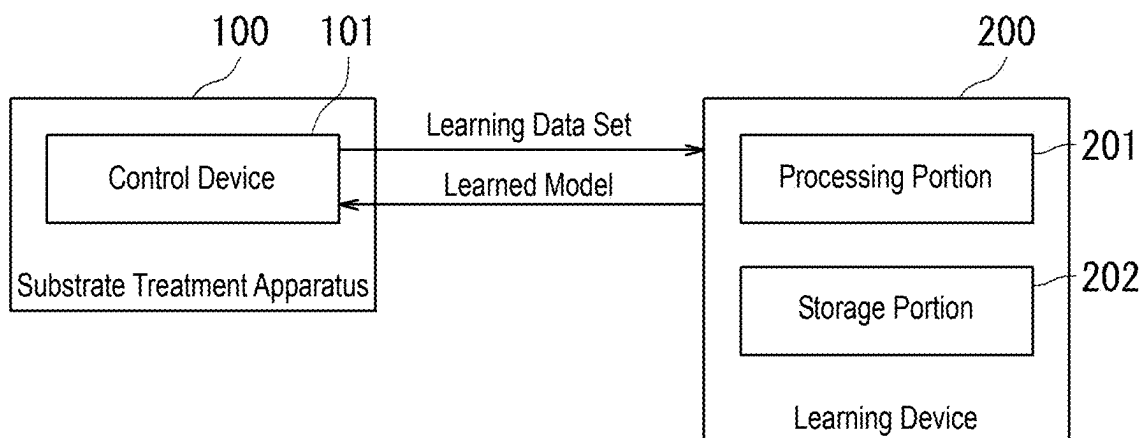 100
101
200
Learning Data Set
Control Device
Learned Model
Substrate Treatment Apparatus
Processing Portion
201
Storage Portion
202
Learning Device